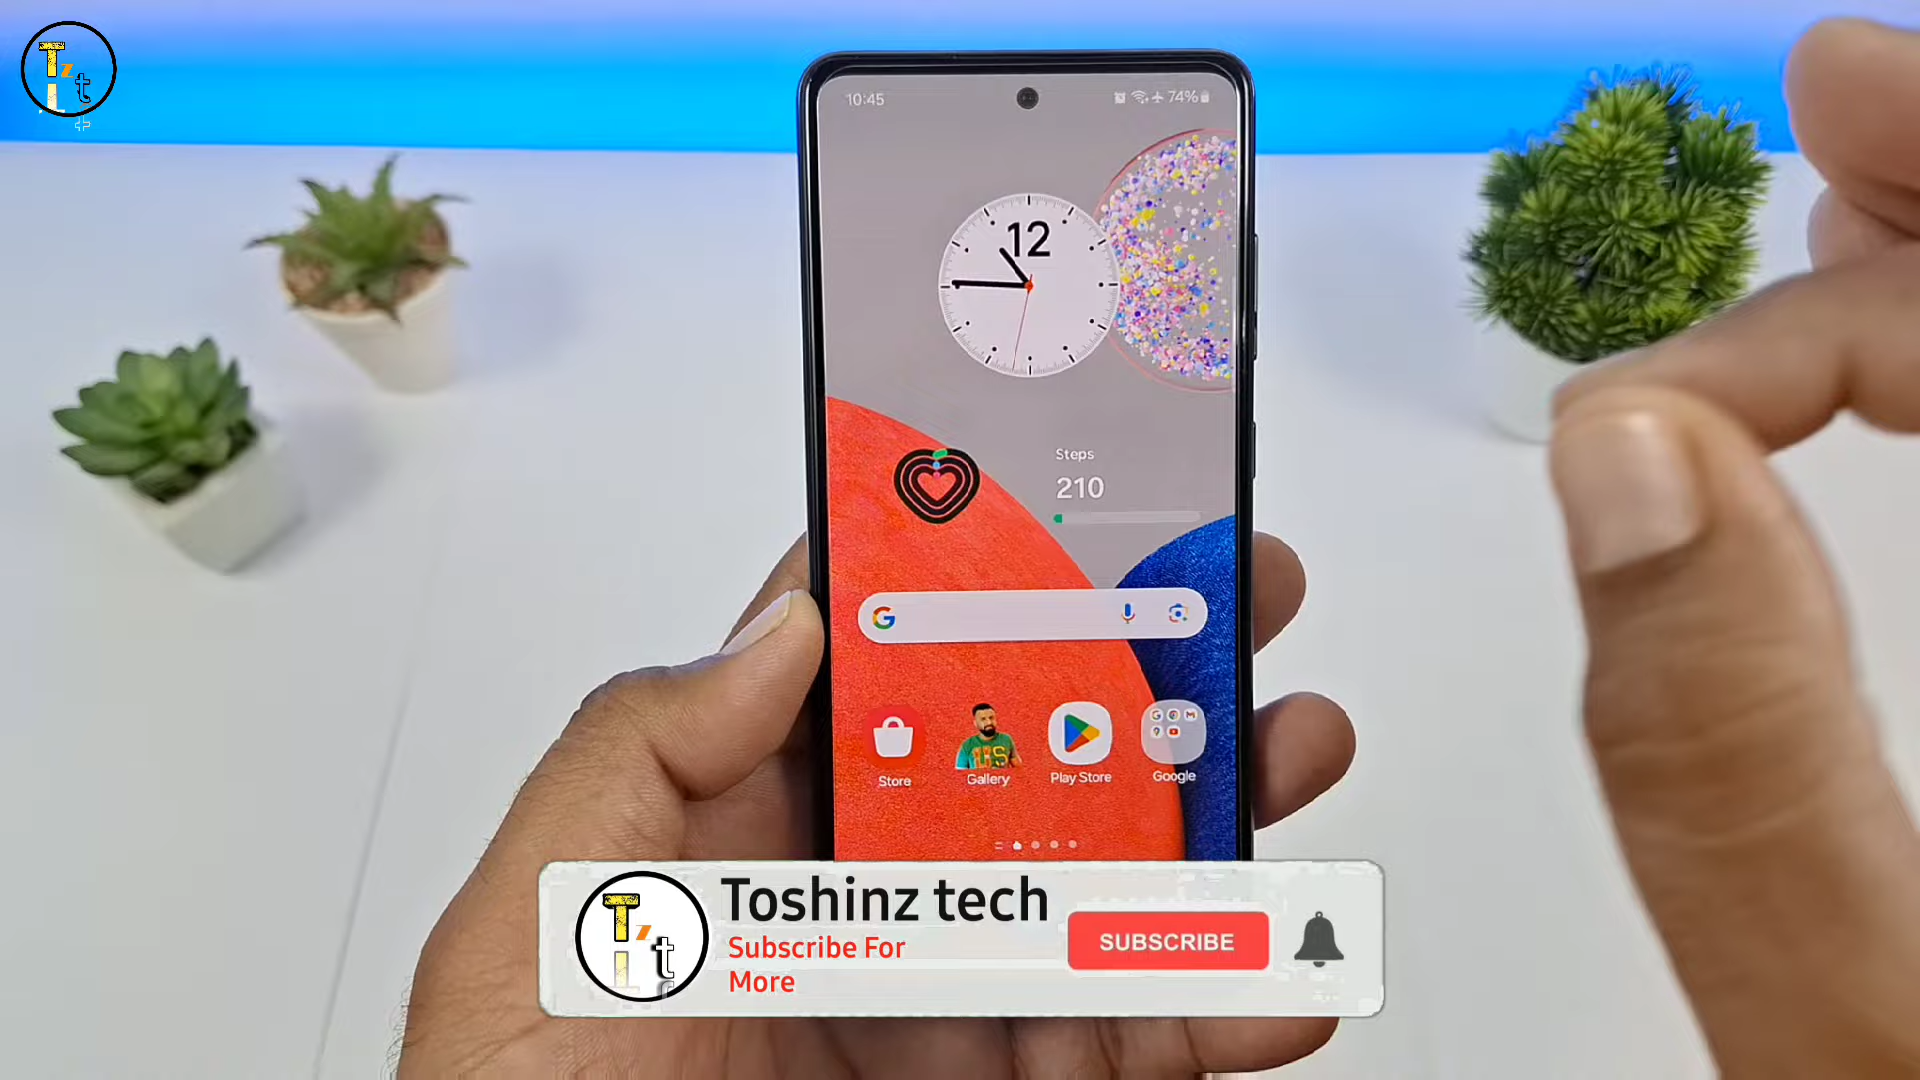 10:45
74%
12
Steps
210
Store
Gallery
Play Store
Google
Toshinz tech
Subscribe For
More
SUBSCRIBE